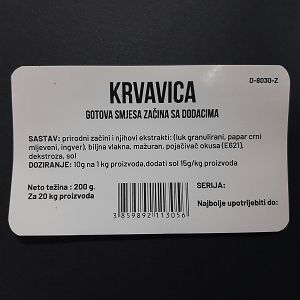 D-8030-Z
KRVAVICA
GOTOVA SMJESA ZAČINA SA DODACIMA
SASTAV: prirodni začini i njihovi ekstrakti: (luk granulirani, papar crni
mljeveni, ingver), biljna vlakna, mažuran, pojačivač okusa (E621),
dekstroza, sol
DOZIRANJE: 10g na 1 kg proizvoda,dodati sol 15g/kg proizvoda
Neto težina : 200 g.
Za 20 kg proizvoda
SERIJA:
Najbolje upotrijebiti do:
3 859892 113056